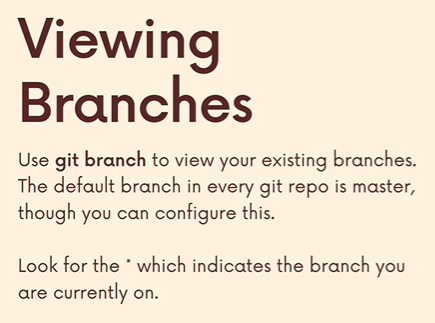 Viewing
Branches
Use git branch to view your existing branches.
The default branch in every git repo is master,
though you can configure this.
Look for the * which indicates the branch you
are currently on.